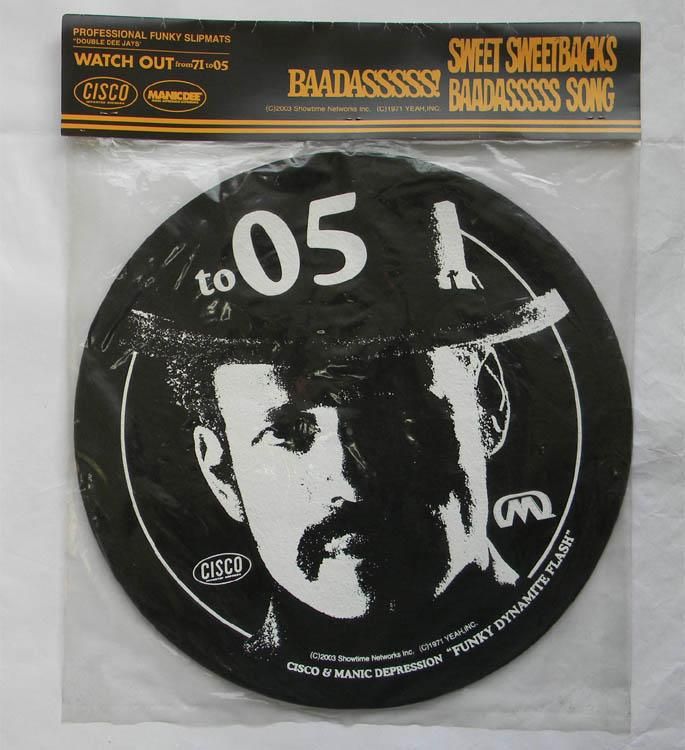 PROFESSIONAL FUNKY SLIPMATS
"DOUBLE DEE JAYS'
WATCH OUT from 71 to 05
CISCO
MANICDEE
BAADASSSSS!
SWEET SWEETBACK'S
BAADASSSSS SONG
(C)2003 Showtime Networks Inc. (C)1971 YEAH, INC.
to 05
CISCO
(C)2003 Showtime Networks Inc. (C)1971 YEAH, INC.
CISCO & MANIC DEPRESSION "FUNKY DYNAMITE FLASH"